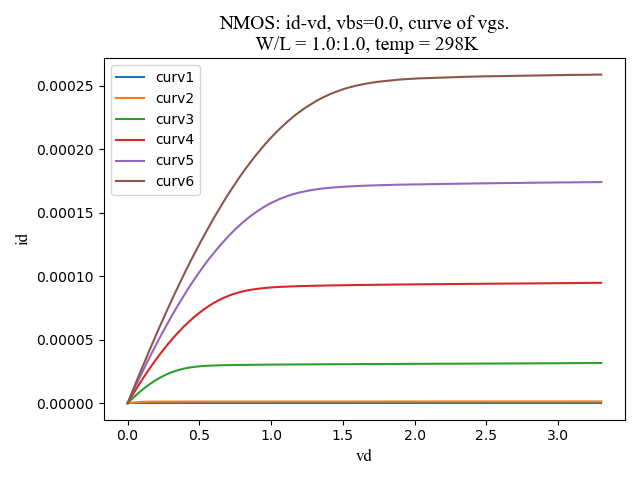 NMOS: id-vd, vbs=0.0, curve of vgs.
W/L = 1.0:1.0, temp = 298K
curv1
curv2
curv3
curv4
curv5
curv6
0.00025
0.00020
0.00015
0.00010
0.00005
0.00000
id
0.0 0.5 1.0 1.5 2.0 2.5 3.0
vd